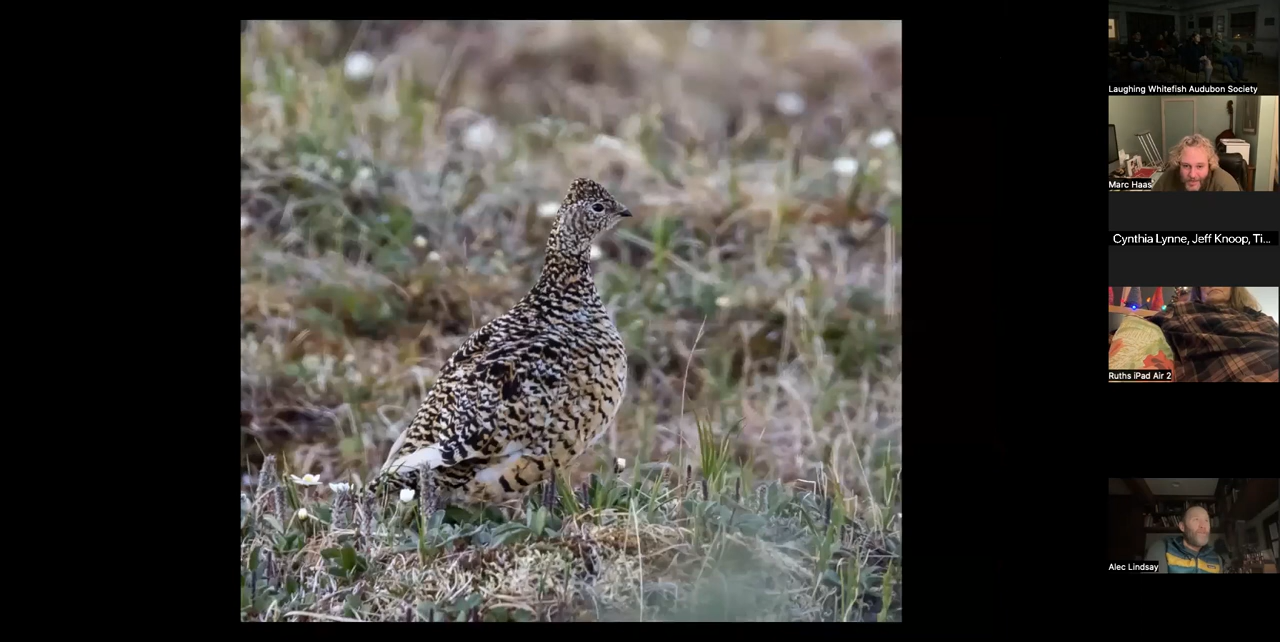 Laughing Whitefish Audubon Society
Marc Haas
Cynthia Lynne, Jeff Knoop, Ti...
Ruths iPad Air 2
Alec Lindsay